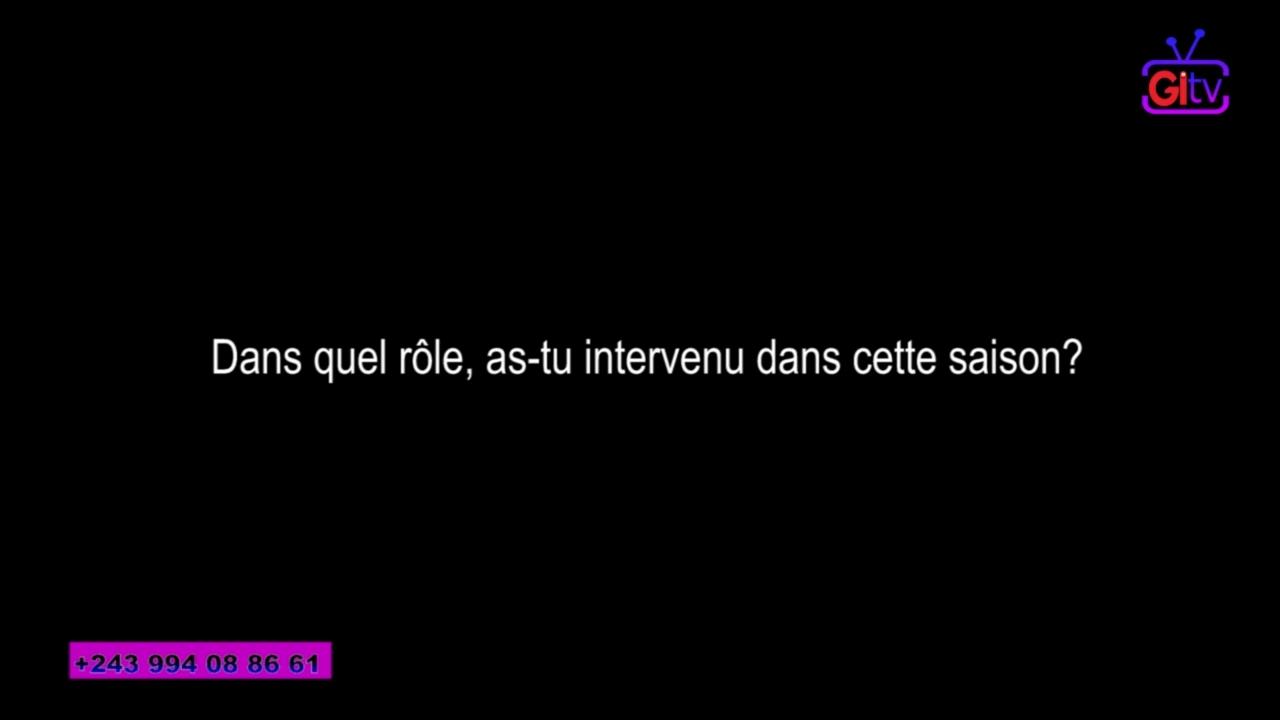 Gitv
Dans quel rôle, as-tu intervenu dans cette saison?
+243 994 08 86 61